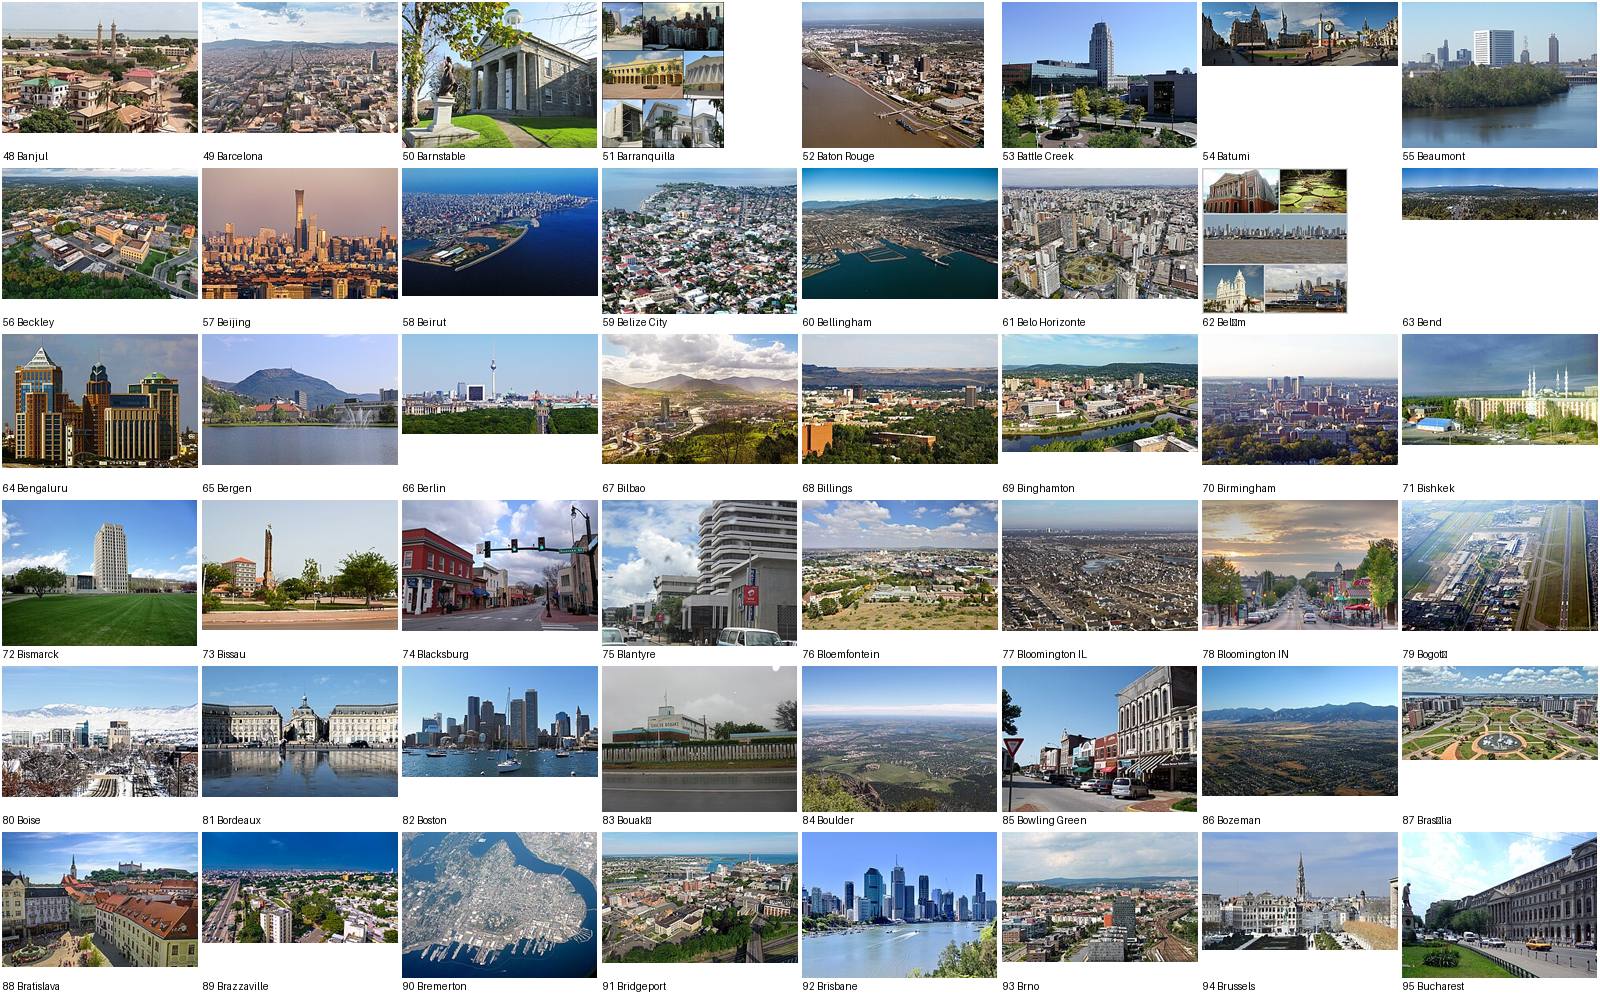 48 Banjul
49 Barcelona
50 Barnstable
51 Barranquilla
52 Baton Rouge
53 Battle Creek
54 Batumi
55 Beaumont
56 Beckley
57 Beijing
58 Beirut
59 Belize City
60 Bellingham
61 Belo Horizonte
62 Bel▯m
63 Bend
64 Bengaluru
65 Bergen
66 Berlin
67 Bilbao
68 Billings
69 Binghamton
70 Birmingham
71 Bishkek
72 Bismarck
73 Bissau
74 Blacksburg
75 Blantyre
76 Bloemfontein
77 Bloomington IL
78 Bloomington IN
79 Bogot▯
80 Boise
81 Bordeaux
82 Boston
83 Bouak▯
84 Boulder
85 Bowling Green
86 Bozeman
87 Bras▯lia
88 Bratislava
89 Brazzaville
90 Bremerton
91 Bridgeport
92 Brisbane
93 Brno
94 Brussels
95 Bucharest